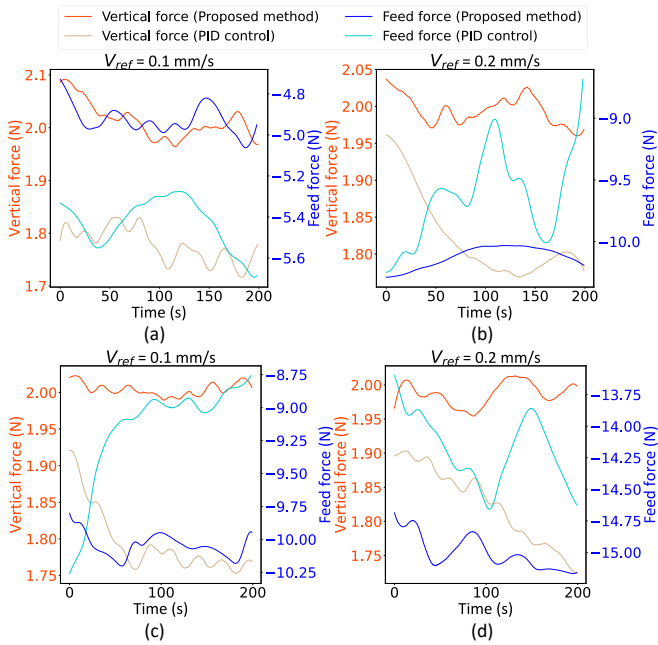 Vertical force (Proposed method) Feed force (Proposed method)
Vertical force (PID control) Feed force (PID control)
V_ref = 0.1 mm/s
2.1
2.0
1.9
1.8
1.7
Vertical force (N)
−4.8
−5.0
−5.2
−5.4
−5.6
Feed force (N)
0 50 100 150 200
Time (s)
(a)
V_ref = 0.2 mm/s
2.05
2.00
1.95
1.90
1.85
1.80
Vertical force (N)
−9.0
−9.5
−10.0
Feed force (N)
0 50 100 150 200
Time (s)
(b)
V_ref = 0.1 mm/s
2.00
1.95
1.90
1.85
1.80
1.75
Vertical force (N)
−8.75
−9.00
−9.25
−9.50
−9.75
−10.00
−10.25
Feed force (N)
0 50 100 150 200
Time (s)
(c)
V_ref = 0.2 mm/s
2.00
1.95
1.90
1.85
1.80
1.75
Vertical force (N)
−13.75
−14.00
−14.25
−14.50
−14.75
−15.00
Feed force (N)
0 50 100 150 200
Time (s)
(d)